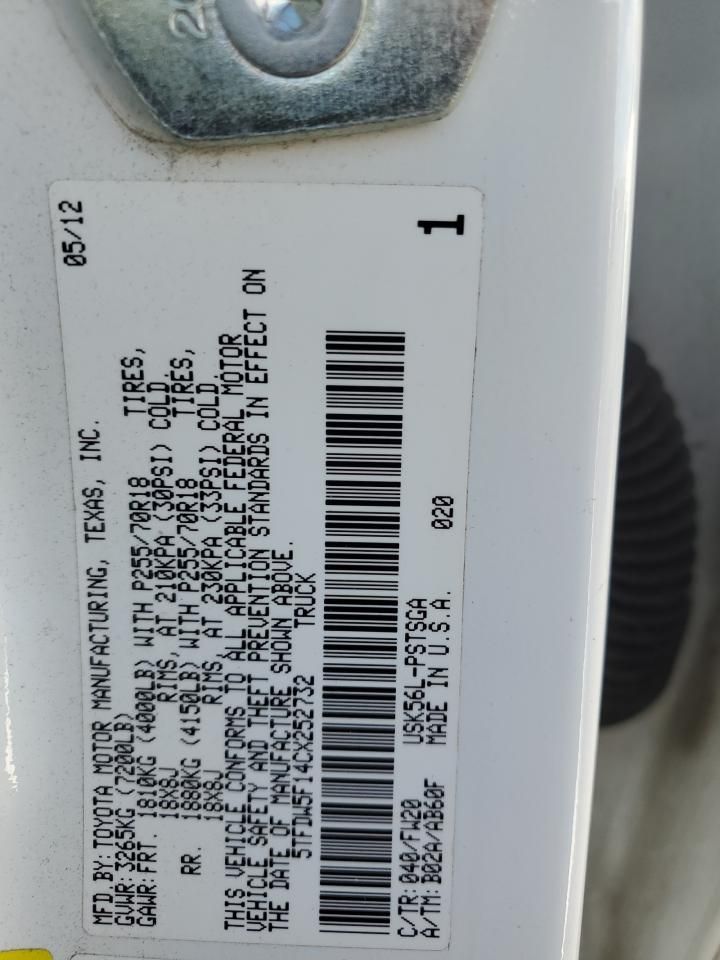 MFD. BY: TOYOTA MOTOR MANUFACTURING, TEXAS, INC. 05/12
GVWR: 3265KG (7200LB)
GAWR: FRT. 1810KG (4000LB) WITH P255/70R18 TIRES,
18X8J RIMS, AT 210KPA (30PSI) COLD.
RR. 1880KG (4150LB) WITH P255/70R18 TIRES,
18X8J RIMS, AT 230KPA (33PSI) COLD.
THIS VEHICLE CONFORMS TO ALL APPLICABLE FEDERAL MOTOR
VEHICLE SAFETY AND THEFT PREVENTION STANDARDS IN EFFECT ON
THE DATE OF MANUFACTURE SHOWN ABOVE.
5TFDW5F14CX252732 TRUCK
C/TR: 040/FW20 USK56L-PSTSGA 020
A/TM: B02A/AB60F MADE IN U.S.A.
1